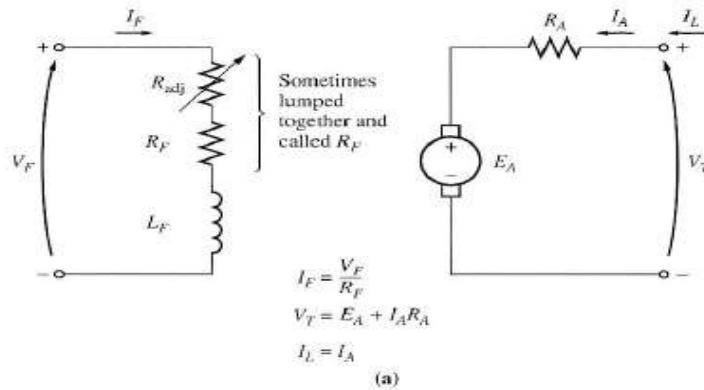 I_F
R_A
I_A
I_L
+
+
R_adj
Sometimes
lumped
together and
called R_F
R_F
V_F
+
−
E_A
V_T
L_F
−
−
I_F = V_F / R_F
V_T = E_A + I_A R_A
I_L = I_A
(a)